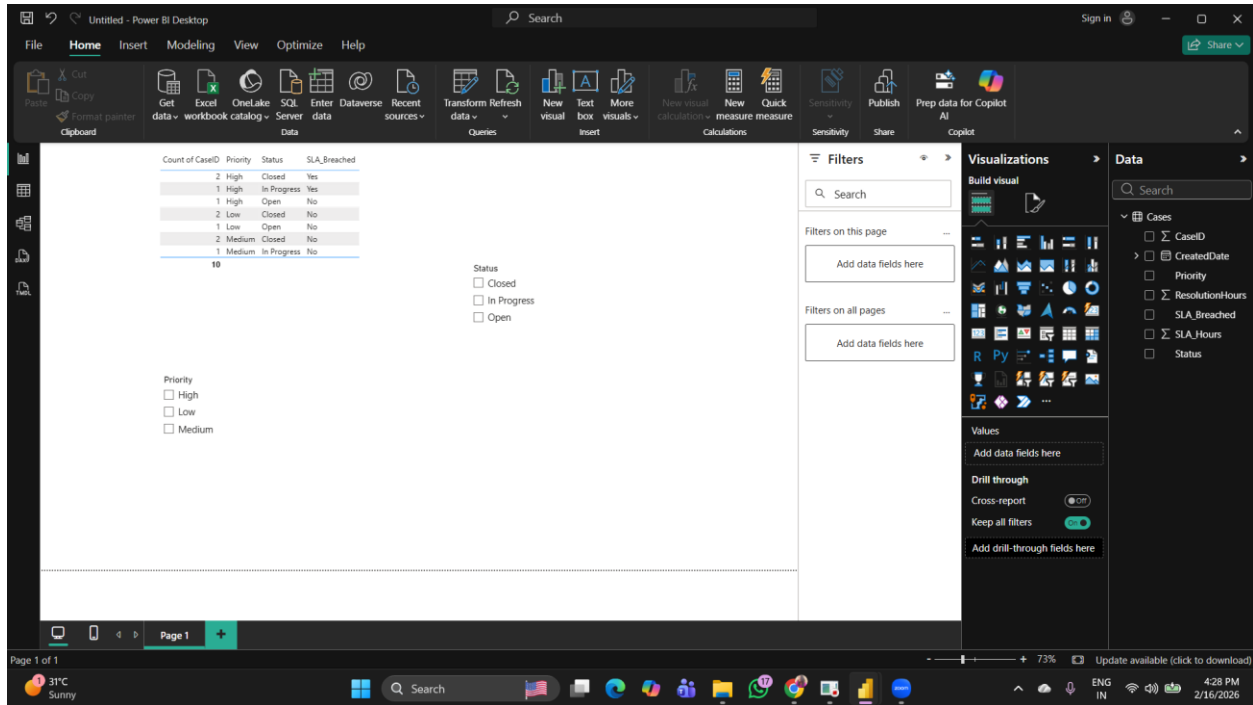 Untitled - Power BI Desktop
Search
Sign in
File Home Insert Modeling View Optimize Help
Share
Paste
Cut
Copy
Format painter
Clipboard
Get data
Excel workbook
OneLake catalog
SQL Server
Enter data
Dataverse
Recent sources
Data
Transform data
Refresh
Queries
New visual
Text box
More visuals
Insert
New visual calculation
New measure
Quick measure
Calculations
Sensitivity
Sensitivity
Publish
Share
Prep data for AI
Copilot
Copilot
Count of CaseID Priority Status SLA_Breached
2 High Closed Yes
1 High In Progress Yes
1 High Open No
2 Low Closed No
1 Low Open No
2 Medium Closed No
1 Medium In Progress No
10
Status
Closed
In Progress
Open
Priority
High
Low
Medium
Filters
Search
Filters on this page ...
Add data fields here
Filters on all pages ...
Add data fields here
Visualizations
Build visual
123
R Py
...
Values
Add data fields here
Drill through
Cross-report Off
Keep all filters On
Add drill-through fields here
Data
Search
Cases
∑ CaseID
CreatedDate
Priority
∑ ResolutionHours
SLA_Breached
∑ SLA_Hours
Status
DAX
TMDL
Page 1
Page 1 of 1
- + 73%
Update available (click to download)
1
31°C
Sunny
Search
17
zoom
ENG
IN
4:28 PM
2/16/2026